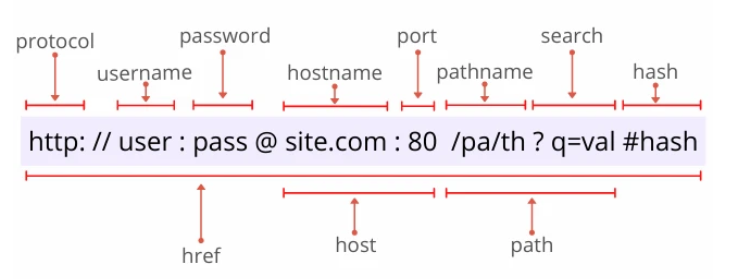 protocol
username
password
hostname
port
pathname
search
hash
http: // user : pass @ site.com : 80 /pa/th ? q=val #hash
href
host
path